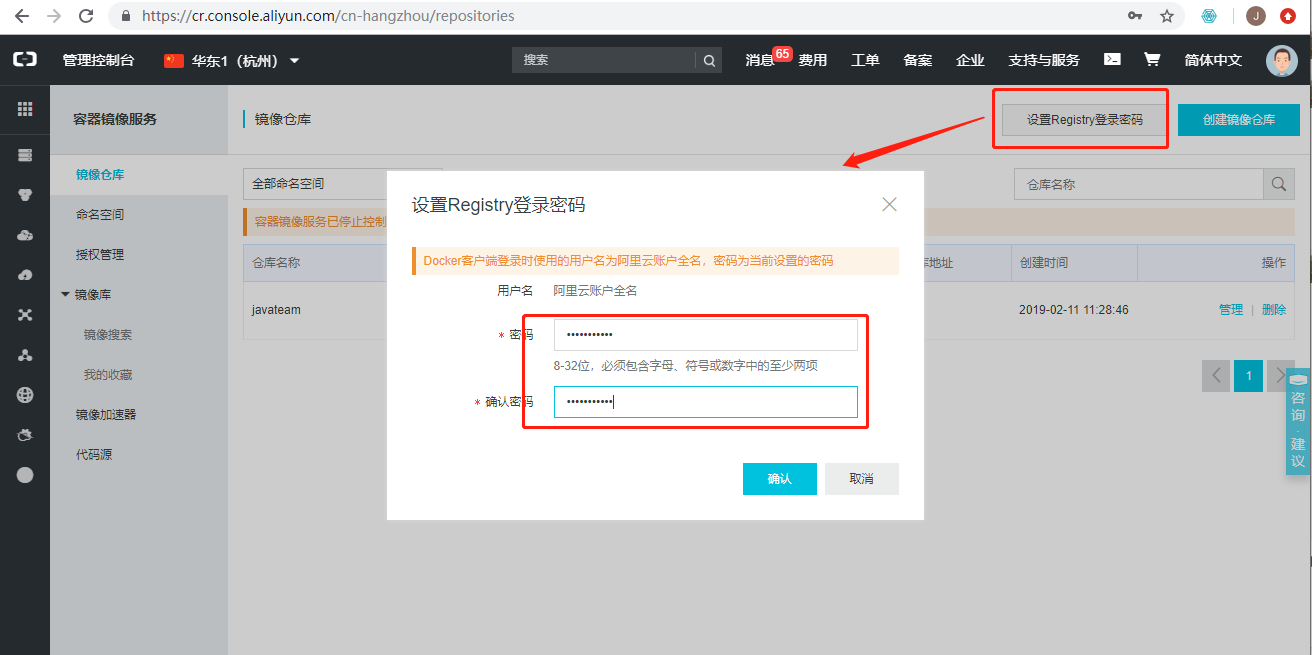 https://cr.console.aliyun.com/cn-hangzhou/repositories
J
管理控制台 华东1（杭州） 搜索 消息 65 费用 工单 备案 企业 支持与服务 简体中文
容器镜像服务
镜像仓库
命名空间
授权管理
镜像库
镜像搜索
我的收藏
镜像加速器
代码源
镜像仓库
设置Registry登录密码 创建镜像仓库
全部命名空间 仓库名称
容器镜像服务已停止控制
仓库名称 地址 创建时间 操作
javateam 2019-02-11 11:28:46 管理 | 删除
1
设置Registry登录密码
Docker客户端登录时使用的用户名为阿里云账户全名，密码为当前设置的密码
用户名 阿里云账户全名
* 密码 •••••••••••
8-32位，必须包含字母、符号或数字中的至少两项
* 确认密码 •••••••••••
确认 取消
咨询·建议